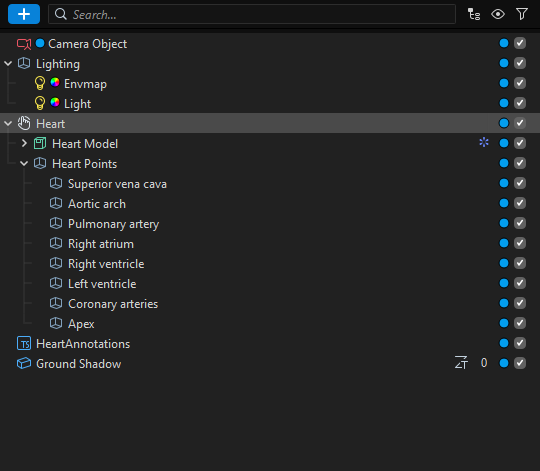 + Search...
Camera Object
Lighting
Envmap
Light
Heart
Heart Model
Heart Points
Superior vena cava
Aortic arch
Pulmonary artery
Right atrium
Right ventricle
Left ventricle
Coronary arteries
Apex
TS HeartAnnotations
Ground Shadow 0